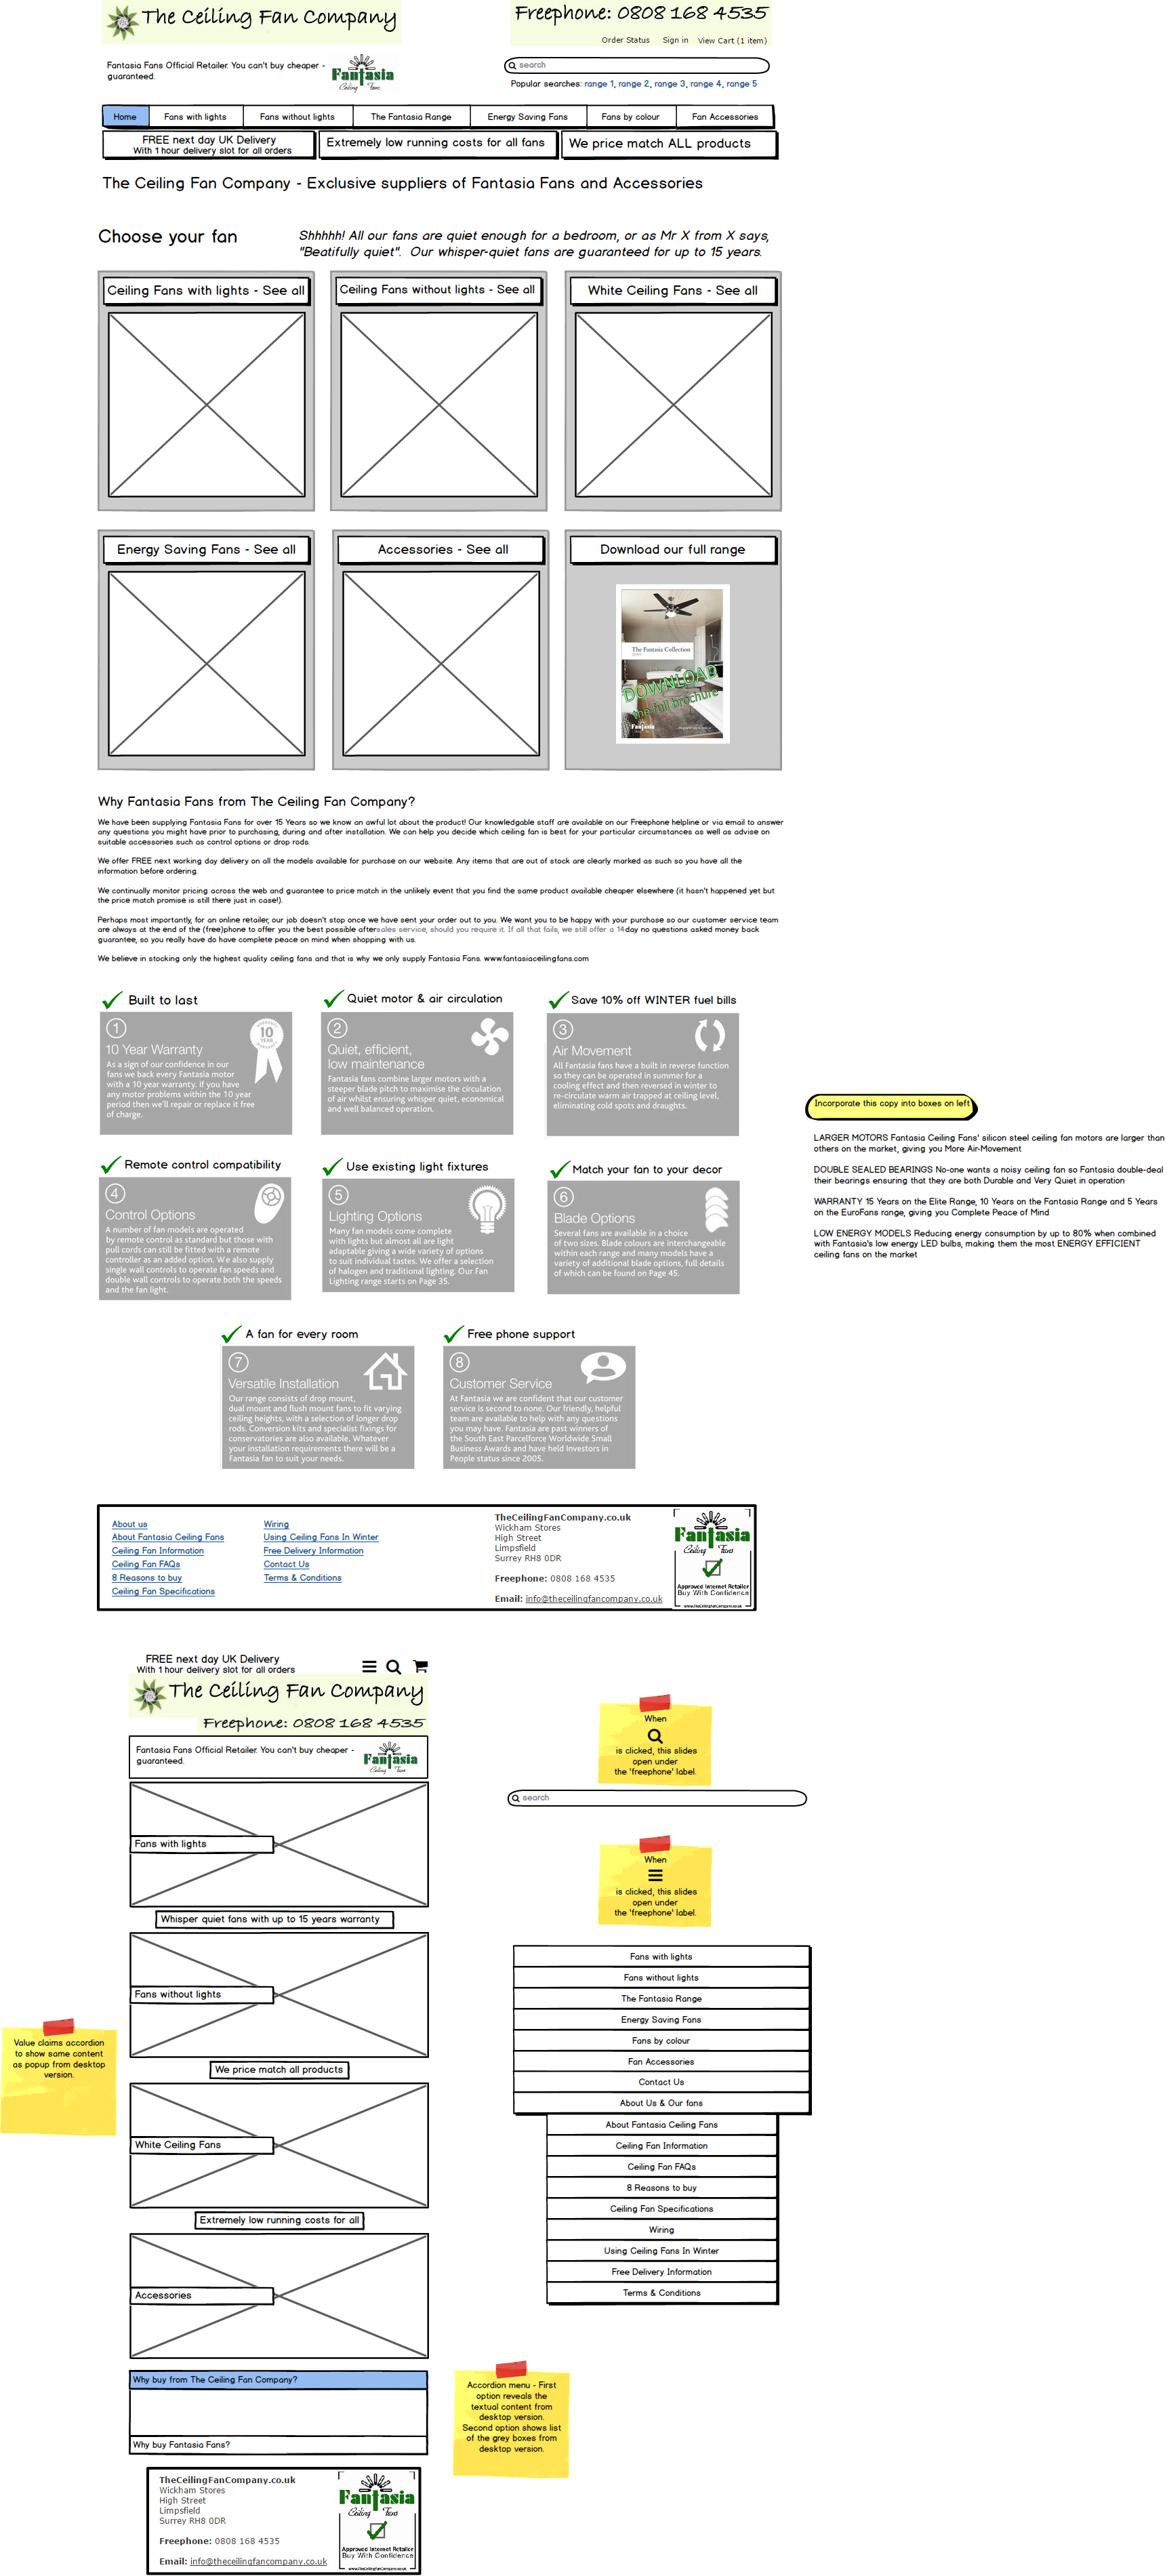 The Ceiling Fan Company
Freephone: 0808 168 4535
Order Status Sign in View Cart (1 item)
Fantasia Fans Official Retailer. You can't buy cheaper -
guaranteed.
Fantasia
Ceiling Fans
search
Popular searches: range 1, range 2, range 3, range 4, range 5
Home Fans with lights Fans without lights The Fantasia Range Energy Saving Fans Fans by colour Fan Accessories
FREE next day UK Delivery
With 1 hour delivery slot for all orders
Extremely low running costs for all fans
We price match ALL products
The Ceiling Fan Company - Exclusive suppliers of Fantasia Fans and Accessories
Choose your fan
Shhhhh! All our fans are quiet enough for a bedroom, or as Mr X from X says,
"Beatifully quiet". Our whisper-quiet fans are guaranteed for up to 15 years.
Ceiling Fans with lights - See all
Ceiling Fans without lights - See all
White Ceiling Fans - See all
Energy Saving Fans - See all
Accessories - See all
Download our full range
The Fantasia Collection
DOWNLOAD
the full brochure
Fantasia
Why Fantasia Fans from The Ceiling Fan Company?
We have been supplying Fantasia Fans for over 15 Years so we know an awful lot about the product! Our knowledgable staff are available on our Freephone helpline or via email to answer
any questions you might have prior to purchasing, during and after installation. We can help you decide which ceiling fan is best for your particular circumstances as well as advise on
suitable accessories such as control options or drop rods.
We offer FREE next working day delivery on all the models available for purchase on our website. Any items that are out of stock are clearly marked as such so you have all the
information before ordering.
We continually monitor pricing across the web and guarantee to price match in the unlikely event that you find the same product available cheaper elsewhere (it hasn't happened yet but
the price match promise is still there just in case!).
Perhaps most importantly, for an online retailer, our job doesn't stop once we have sent your order out to you. We want you to be happy with your purchase so our customer service team
are always at the end of the (free)phone to offer you the best possible aftersales service, should you require it. If all that fails, we still offer a 14day no questions asked money back
guarantee, so you really have do have complete peace on mind when shopping with us.
We believe in stocking only the highest quality ceiling fans and that is why we only supply Fantasia Fans. www.fantasiaceilingfans.com
Built to last
1
WARRANTY
10
YEAR
WARRANTY
10 Year Warranty
As a sign of our confidence in our
fans we back every Fantasia motor
with a 10 year warranty. If you have
any motor problems within the 10 year
period then we'll repair or replace it free
of charge.
Quiet motor & air circulation
2
Quiet, efficient,
low maintenance
Fantasia fans combine larger motors with a
steeper blade pitch to maximise the circulation
of air whilst ensuring whisper quiet, economical
and well balanced operation.
Save 10% off WINTER fuel bills
3
Air Movement
All Fantasia fans have a built in reverse function
so they can be operated in summer for a
cooling effect and then reversed in winter to
re-circulate warm air trapped at ceiling level,
eliminating cold spots and draughts.
Incorporate this copy into boxes on left
LARGER MOTORS Fantasia Ceiling Fans' silicon steel ceiling fan motors are larger than
others on the market, giving you More Air-Movement
DOUBLE SEALED BEARINGS No-one wants a noisy ceiling fan so Fantasia double-deal
their bearings ensuring that they are both Durable and Very Quiet in operation
WARRANTY 15 Years on the Elite Range, 10 Years on the Fantasia Range and 5 Years
on the EuroFans range, giving you Complete Peace of Mind
LOW ENERGY MODELS Reducing energy consumption by up to 80% when combined
with Fantasia's low energy LED bulbs, making them the most ENERGY EFFICIENT
ceiling fans on the market
Remote control compatibility
4
Control Options
A number of fan models are operated
by remote control as standard but those with
pull cords can still be fitted with a remote
controller as an added option. We also supply
single wall controls to operate fan speeds and
double wall controls to operate both the speeds
and the fan light.
Use existing light fixtures
5
Lighting Options
Many fan models come complete
with lights but almost all are light
adaptable giving a wide variety of options
to suit individual tastes. We offer a selection
of halogen and traditional lighting. Our Fan
Lighting range starts on Page 35.
Match your fan to your decor
6
Blade Options
Several fans are available in a choice
of two sizes. Blade colours are interchangeable
within each range and many models have a
variety of additional blade options, full details
of which can be found on Page 45.
A fan for every room
7
Versatile Installation
Our range consists of drop mount,
dual mount and flush mount fans to fit varying
ceiling heights, with a selection of longer drop
rods. Conversion kits and specialist fixings for
conservatories are also available. Whatever
your installation requirements there will be a
Fantasia fan to suit your needs.
Free phone support
8
Customer Service
At Fantasia we are confident that our customer
service is second to none. Our friendly, helpful
team are available to help with any questions
you may have. Fantasia are past winners of
the South East Parcelforce Worldwide Small
Business Awards and have held Investors in
People status since 2005.
About us
About Fantasia Ceiling Fans
Ceiling Fan Information
Ceiling Fan FAQs
8 Reasons to buy
Ceiling Fan Specifications
Wiring
Using Ceiling Fans In Winter
Free Delivery Information
Contact Us
Terms & Conditions
TheCeilingFanCompany.co.uk
Wickham Stores
High Street
Limpsfield
Surrey RH8 0DR
Freephone: 0808 168 4535
Email: info@theceilingfancompany.co.uk
Fantasia
Ceiling Fans
Approved Internet Retailer
Buy With Confidence
www.TheCeilingFanCompany.co.uk
FREE next day UK Delivery
With 1 hour delivery slot for all orders
The Ceiling Fan Company
Freephone: 0808 168 4535
Fantasia Fans Official Retailer. You can't buy cheaper -
guaranteed.
Fantasia
Ceiling Fans
Fans with lights
Whisper quiet fans with up to 15 years warranty
Fans without lights
We price match all products
White Ceiling Fans
Extremely low running costs for all
Accessories
Why buy from The Ceiling Fan Company?
Why buy Fantasia Fans?
TheCeilingFanCompany.co.uk
Wickham Stores
High Street
Limpsfield
Surrey RH8 0DR
Freephone: 0808 168 4535
Email: info@theceilingfancompany.co.uk
Fantasia
Ceiling Fans
Approved Internet Retailer
Buy With Confidence
www.TheCeilingFanCompany.co.uk
Value claims accordion
to show same content
as popup from desktop
version.
When
is clicked, this slides
open under
the 'freephone' label.
search
When
is clicked, this slides
open under
the 'freephone' label.
Fans with lights
Fans without lights
The Fantasia Range
Energy Saving Fans
Fans by colour
Fan Accessories
Contact Us
About Us & Our fans
About Fantasia Ceiling Fans
Ceiling Fan Information
Ceiling Fan FAQs
8 Reasons to buy
Ceiling Fan Specifications
Wiring
Using Ceiling Fans In Winter
Free Delivery Information
Terms & Conditions
Accordion menu - First
option reveals the
textual content from
desktop version.
Second option shows list
of the grey boxes from
desktop version.